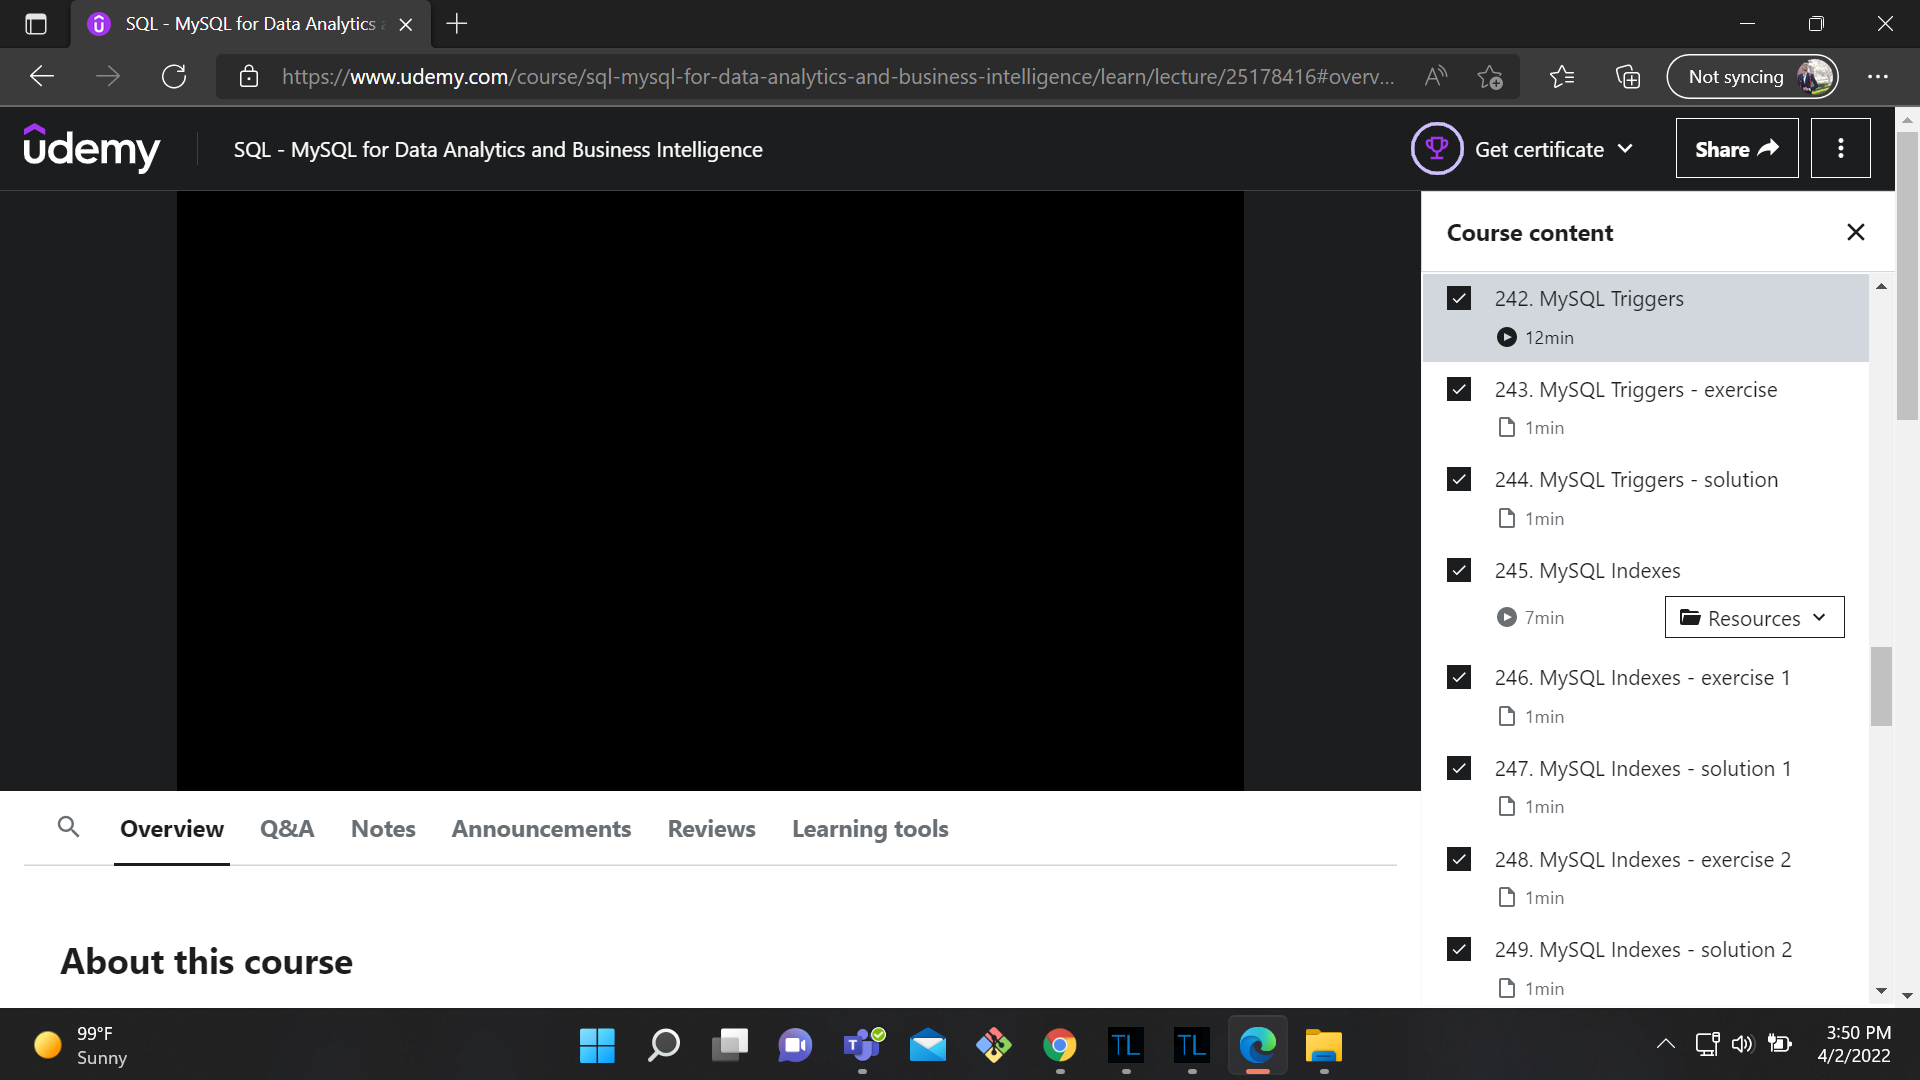 SQL - MySQL for Data Analytics
https://www.udemy.com/course/sql-mysql-for-data-analytics-and-business-intelligence/learn/lecture/25178416#overv...
Not syncing
udemy
SQL - MySQL for Data Analytics and Business Intelligence
Get certificate
Share
Course content
242. MySQL Triggers
12min
243. MySQL Triggers - exercise
1min
244. MySQL Triggers - solution
1min
245. MySQL Indexes
7min
Resources
246. MySQL Indexes - exercise 1
1min
247. MySQL Indexes - solution 1
1min
248. MySQL Indexes - exercise 2
1min
249. MySQL Indexes - solution 2
1min
Overview Q&A Notes Announcements Reviews Learning tools
About this course
99°F
Sunny
TL TL
3:50 PM
4/2/2022